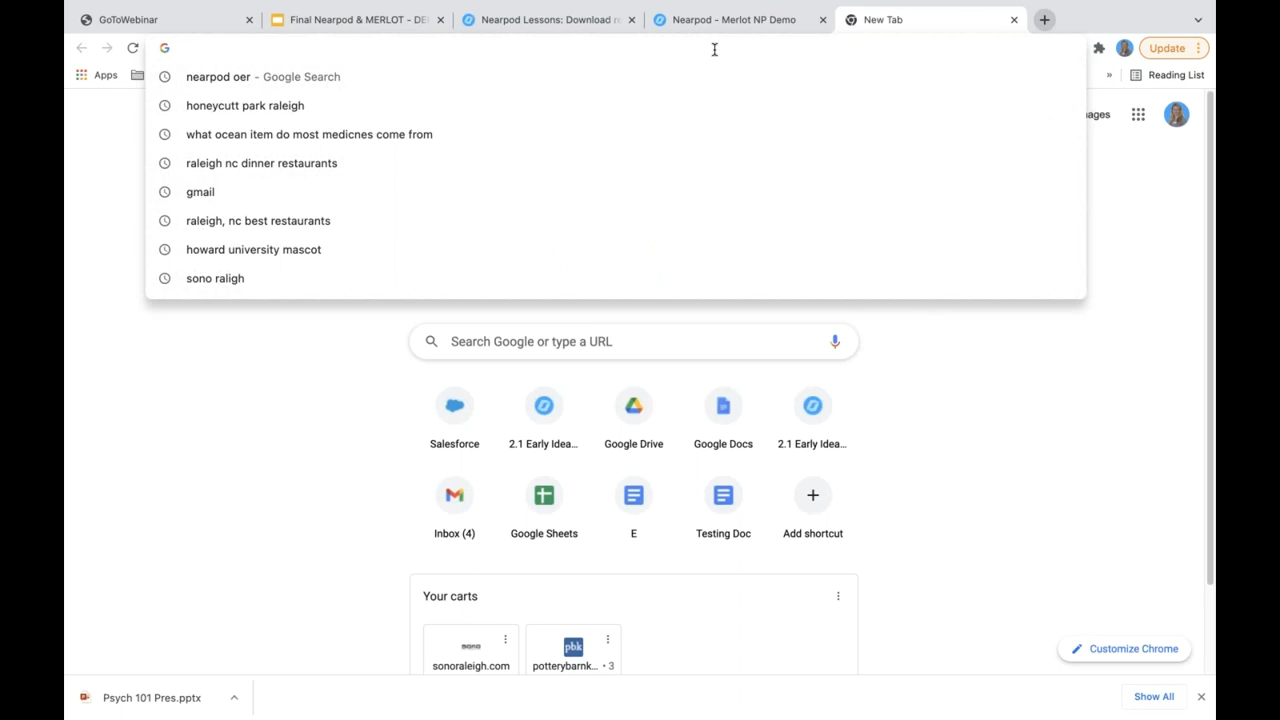 GoToWebinar
Final Nearpod & MERLOT - DE
Nearpod Lessons: Download r
Nearpod - Merlot NP Demo
New Tab
Update
nearpod oer - Google Search
honeycutt park raleigh
what ocean item do most medicnes come from
raleigh nc dinner restaurants
gmail
raleigh, nc best restaurants
howard university mascot
sono raligh
Apps
» Reading List
ages
Search Google or type a URL
Salesforce
2.1 Early Idea...
Google Drive
Google Docs
2.1 Early Idea...
Inbox (4)
Google Sheets
E
Testing Doc
Add shortcut
Your carts
sono
sonoraleigh.com
pbk
potterybarnk... • 3
Customize Chrome
Psych 101 Pres.pptx
Show All